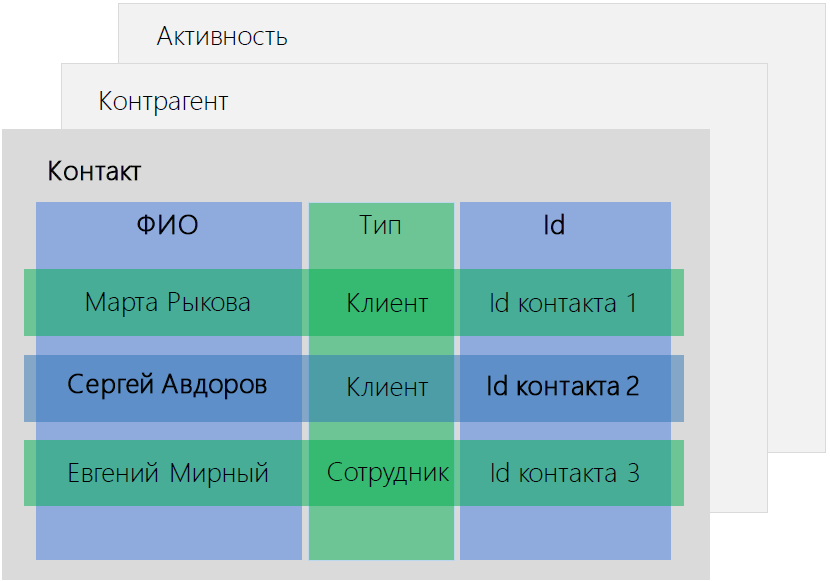 Активность
Контрагент
Контакт
ФИО Тип Id
Марта Рыкова Клиент Id контакта 1
Сергей Авдоров Клиент Id контакта 2
Евгений Мирный Сотрудник Id контакта 3